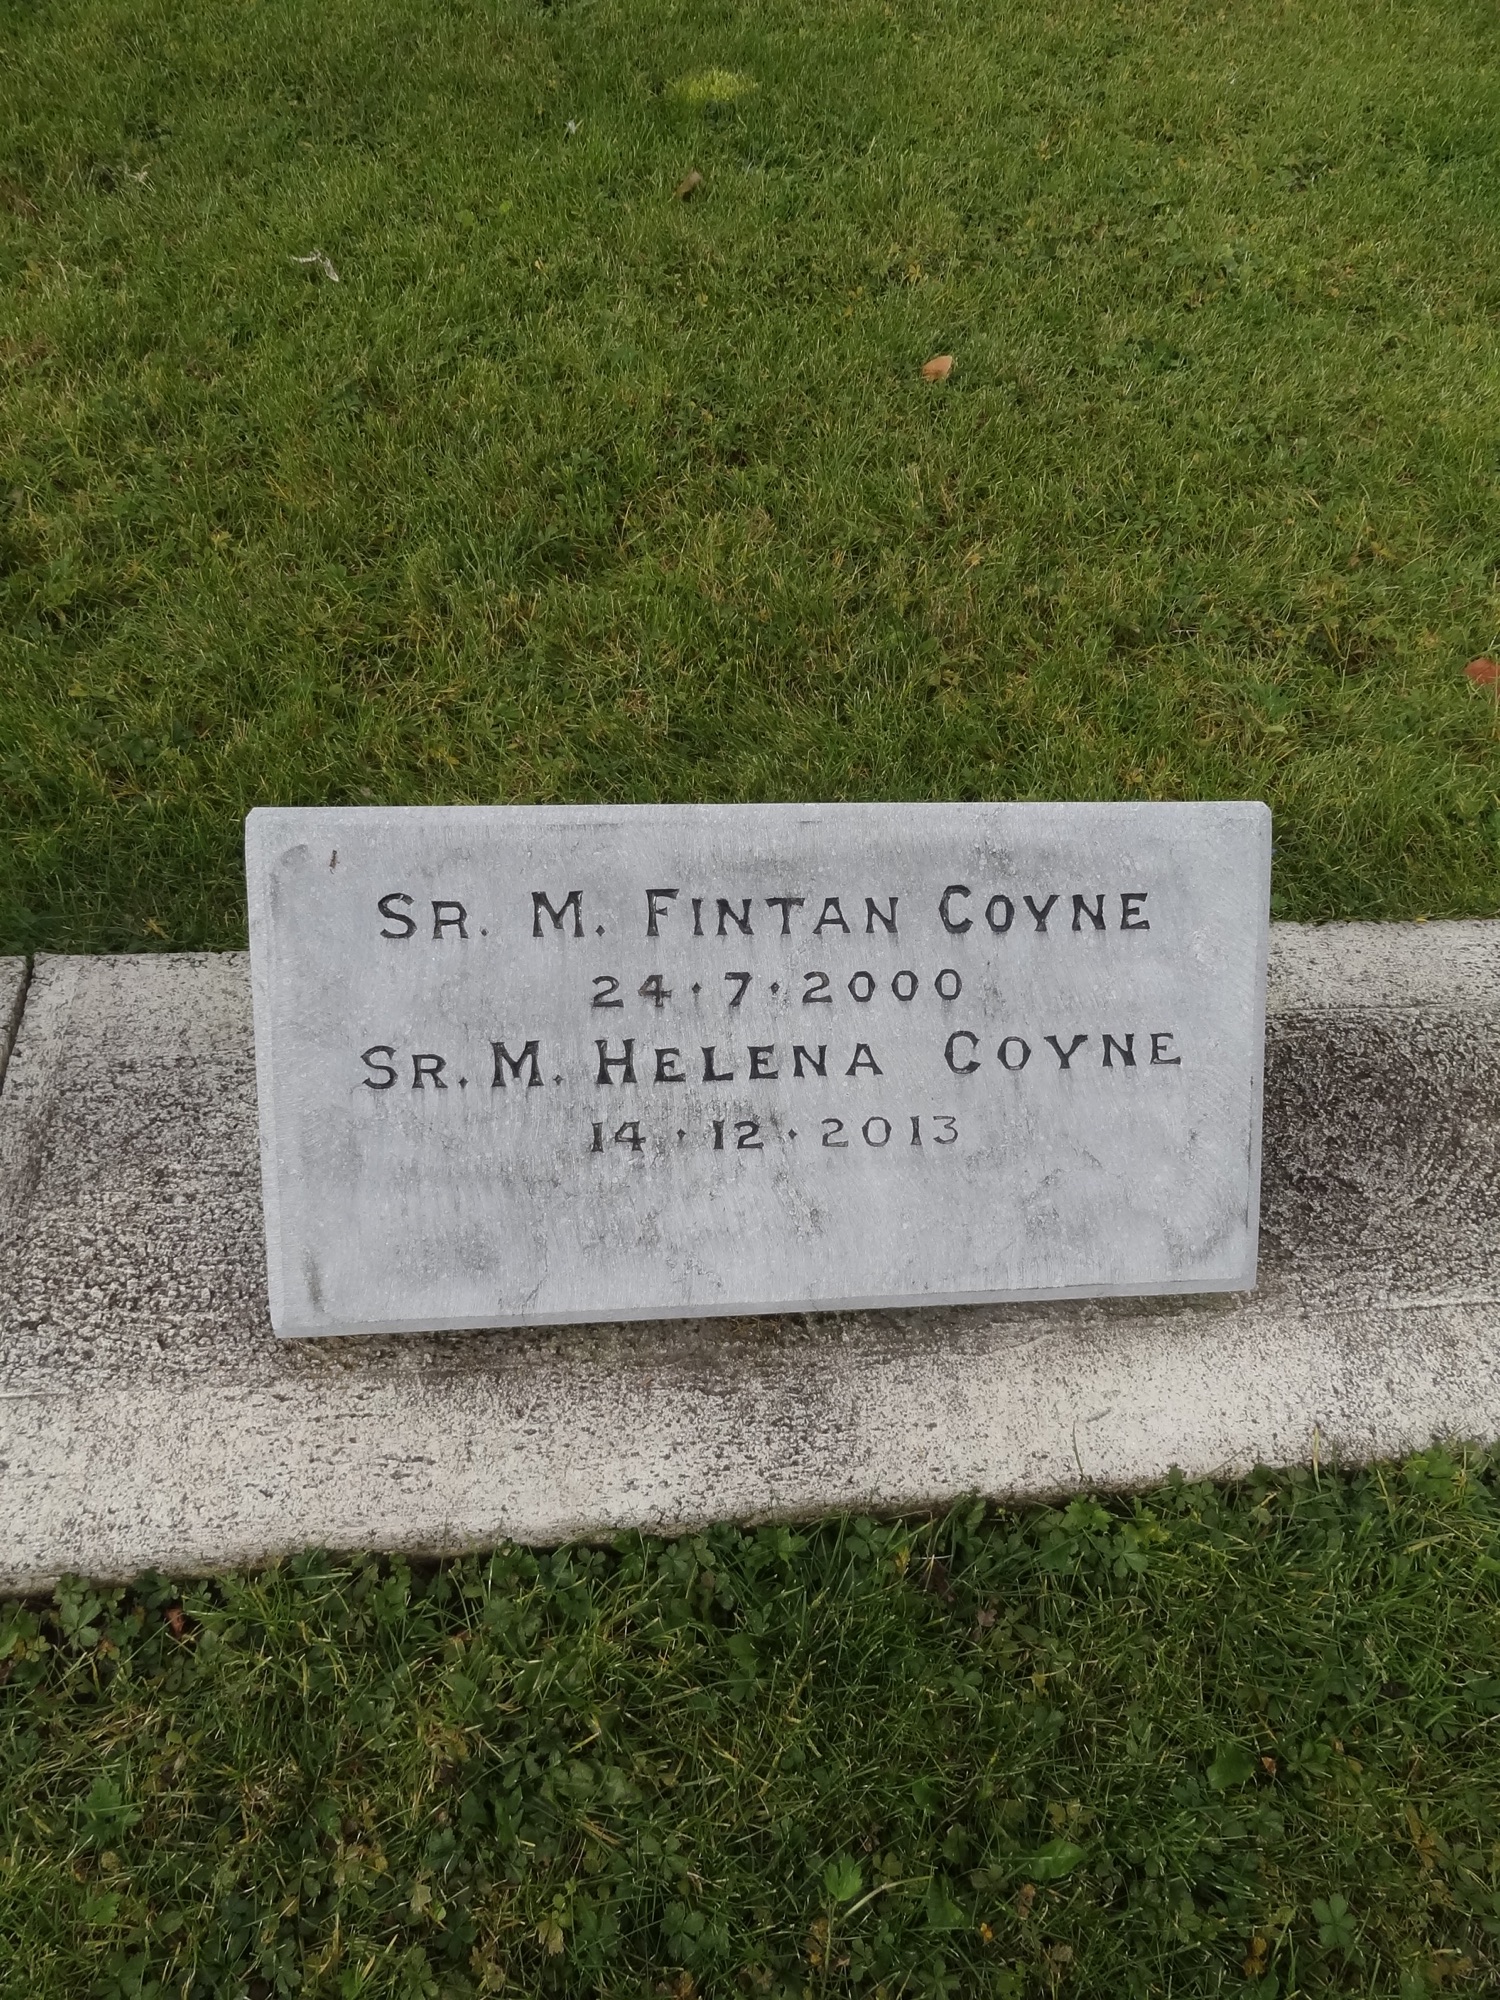 Sr. M. Fintan Coyne
24·7·2000
Sr. M. Helena Coyne
14·12·2013